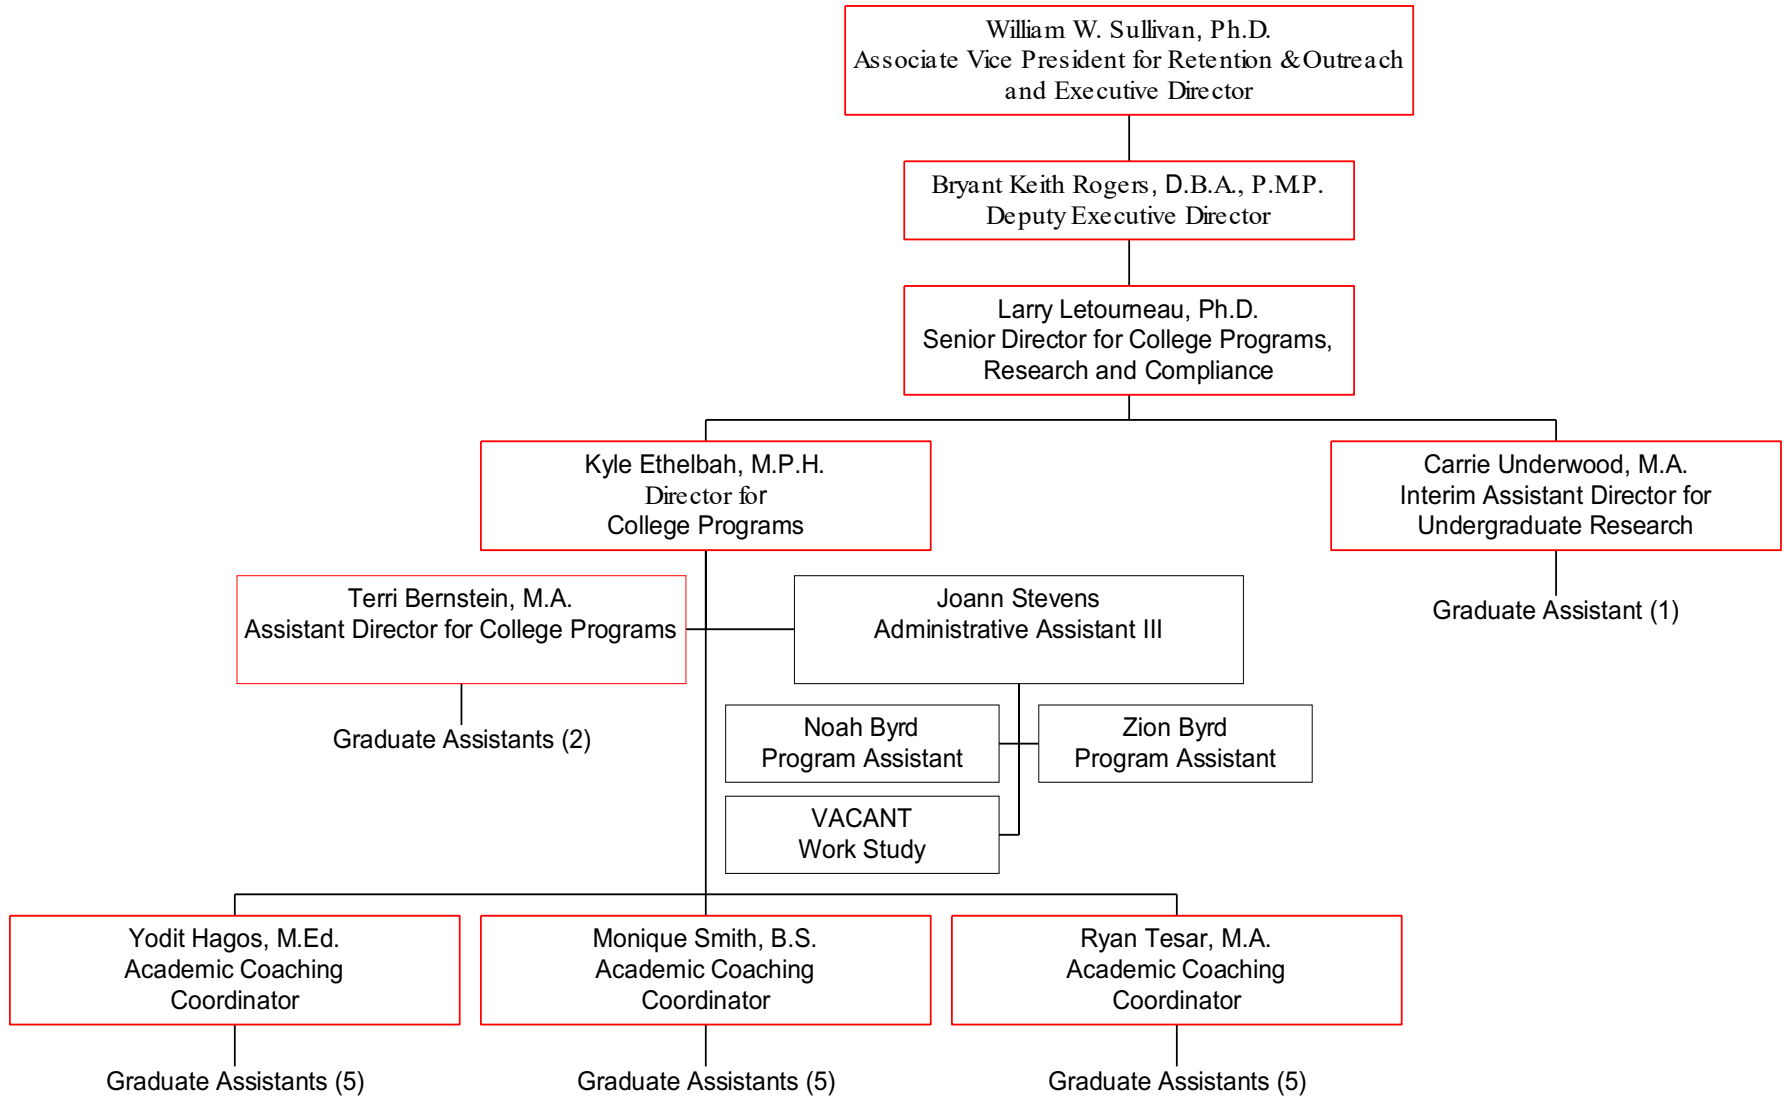 William W. Sullivan, Ph.D.
Associate Vice President for Retention & Outreach
and Executive Director
Bryant Keith Rogers, D.B.A., P.M.P.
Deputy Executive Director
Larry Letourneau, Ph.D.
Senior Director for College Programs,
Research and Compliance
Kyle Ethelbah, M.P.H.
Director for
College Programs
Carrie Underwood, M.A.
Interim Assistant Director for
Undergraduate Research
Graduate Assistant (1)
Terri Bernstein, M.A.
Assistant Director for College Programs
Graduate Assistants (2)
Joann Stevens
Administrative Assistant III
Noah Byrd
Program Assistant
Zion Byrd
Program Assistant
VACANT
Work Study
Yodit Hagos, M.Ed.
Academic Coaching
Coordinator
Graduate Assistants (5)
Monique Smith, B.S.
Academic Coaching
Coordinator
Graduate Assistants (5)
Ryan Tesar, M.A.
Academic Coaching
Coordinator
Graduate Assistants (5)